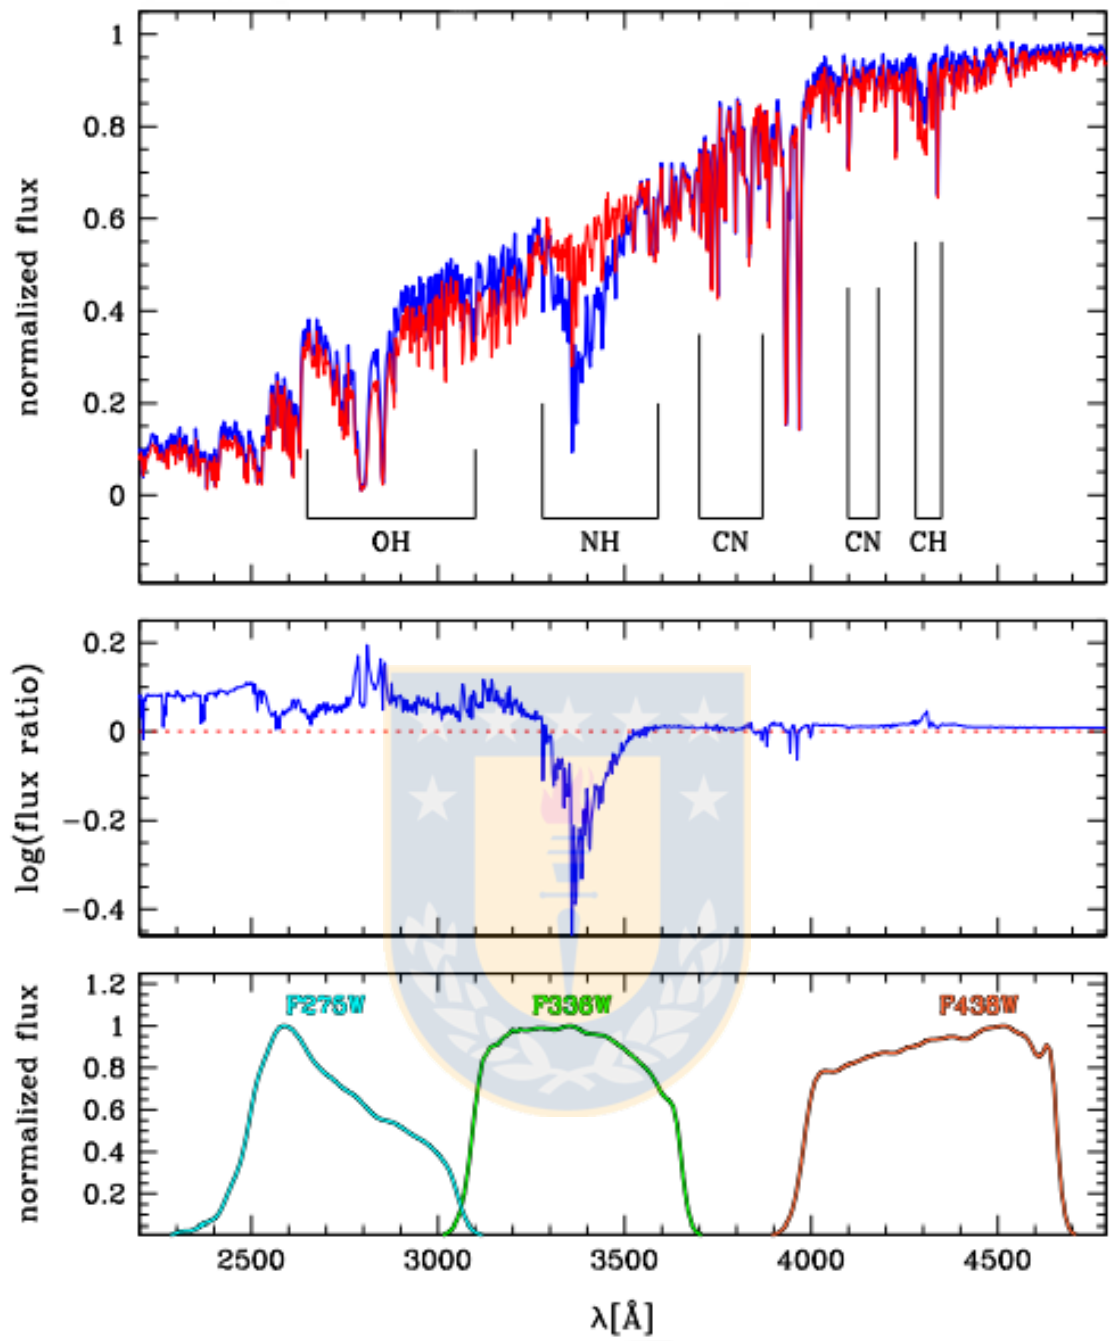 normalized flux
1
0.8
0.6
0.4
0.2
0
OH
NH
CN
CN
CH
log(flux ratio)
0.2
0
−0.2
−0.4
normalized flux
1.2
1
0.8
0.6
0.4
0.2
F275W
F336W
F438W
2500
3000
3500
4000
4500
λ[Å]